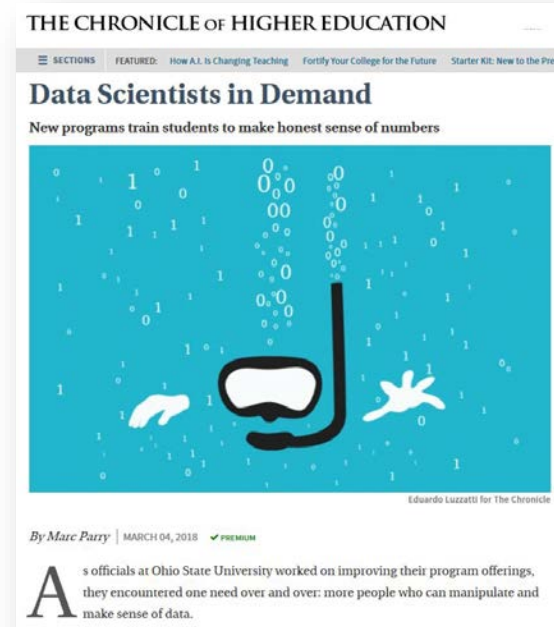 THE CHRONICLE OF HIGHER EDUCATION
SECTIONS FEATURED: How A.I. Is Changing Teaching Fortify Your College for the Future Starter Kit: New to the Pre
Data Scientists in Demand
New programs train students to make honest sense of numbers
Eduardo Luzzatti for The Chronicle
By Marc Parry | MARCH 04, 2018 ✔ PREMIUM
As officials at Ohio State University worked on improving their program offerings,
they encountered one need over and over: more people who can manipulate and
make sense of data.